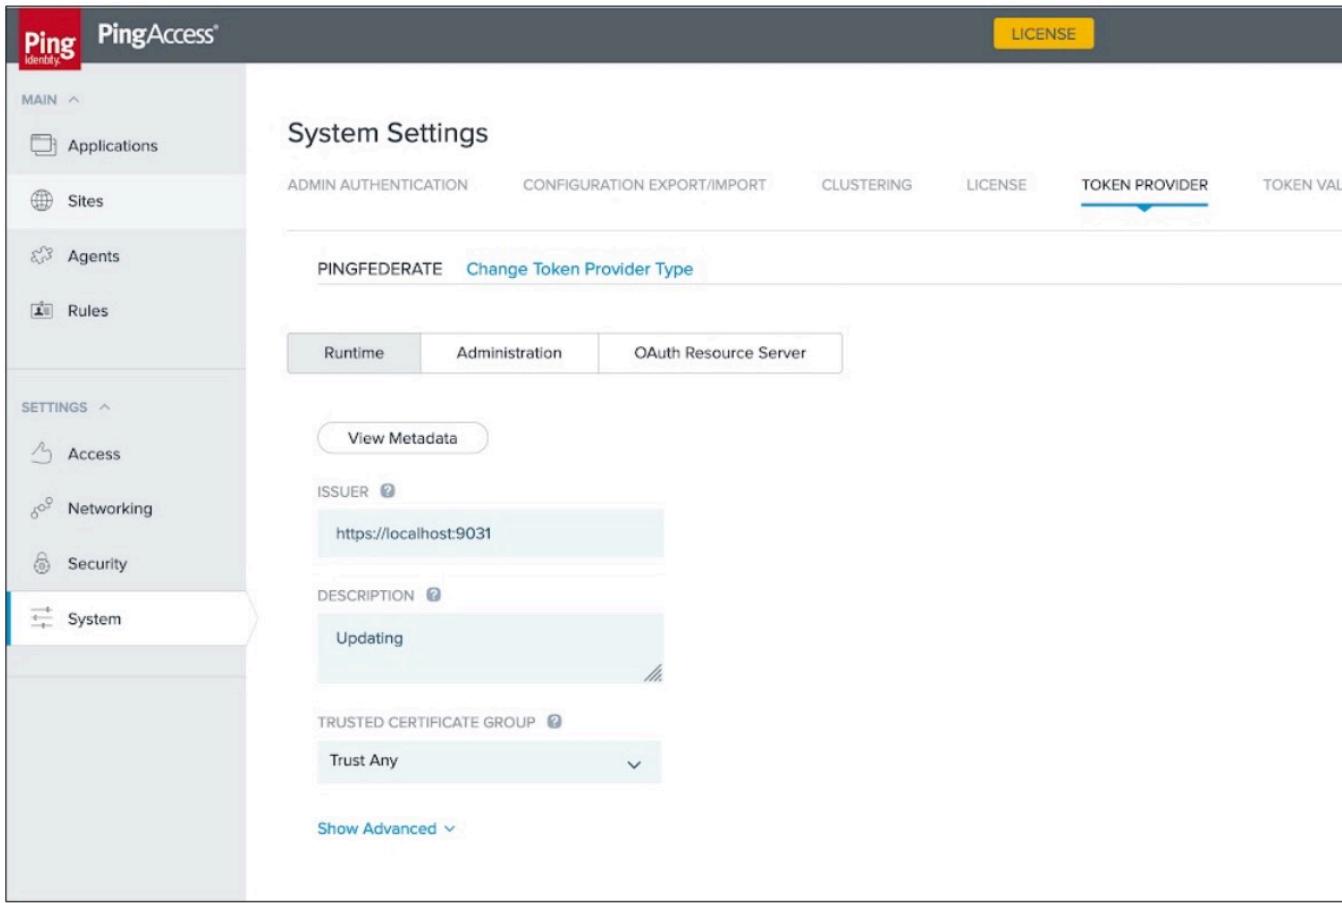 Ping
Identity.
PingAccess®
LICENSE
MAIN
Applications
Sites
Agents
Rules
SETTINGS
Access
Networking
Security
System
System Settings
ADMIN AUTHENTICATION CONFIGURATION EXPORT/IMPORT CLUSTERING LICENSE TOKEN PROVIDER TOKEN VAL
PINGFEDERATE Change Token Provider Type
Runtime Administration OAuth Resource Server
View Metadata
ISSUER ?
https://localhost:9031
DESCRIPTION ?
Updating
TRUSTED CERTIFICATE GROUP ?
Trust Any
Show Advanced